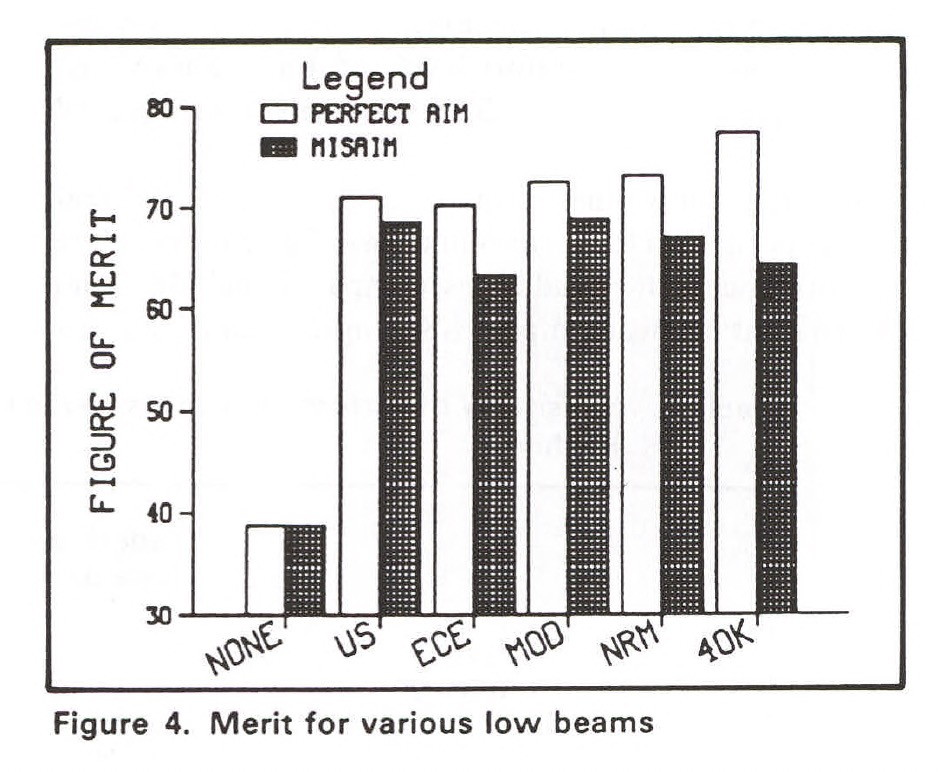 Legend
PERFECT AIM
MISAIM
80
70
60
50
40
30
FIGURE OF MERIT
NONE
US
ECE
MOD
NRM
40K
Figure 4. Merit for various low beams